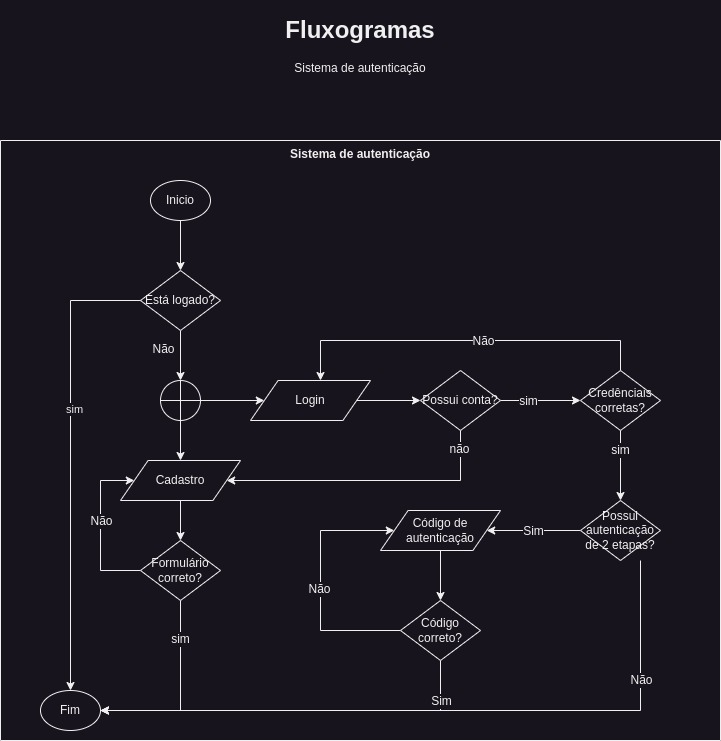 Fluxogramas
Sistema de autenticação
Sistema de autenticação
Inicio
Está logado?
Não
sim
Login
Possui conta?
sim
Credênciais
corretas?
Não
não
sim
Cadastro
Não
Formulário
correto?
sim
Código de
autenticação
Sim
Possui
autenticação
de 2 etapas?
Não
Código
correto?
Sim
Não
Fim